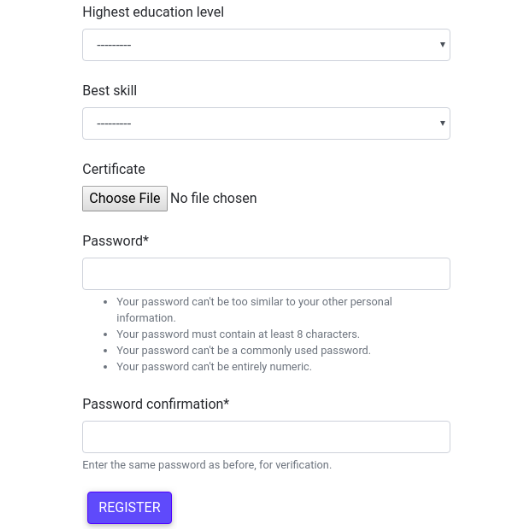 Highest education level
---------
Best skill
---------
Certificate
Choose File No file chosen
Password*
Your password can't be too similar to your other personal
information.
Your password must contain at least 8 characters.
Your password can't be a commonly used password.
Your password can't be entirely numeric.
Password confirmation*
Enter the same password as before, for verification.
REGISTER